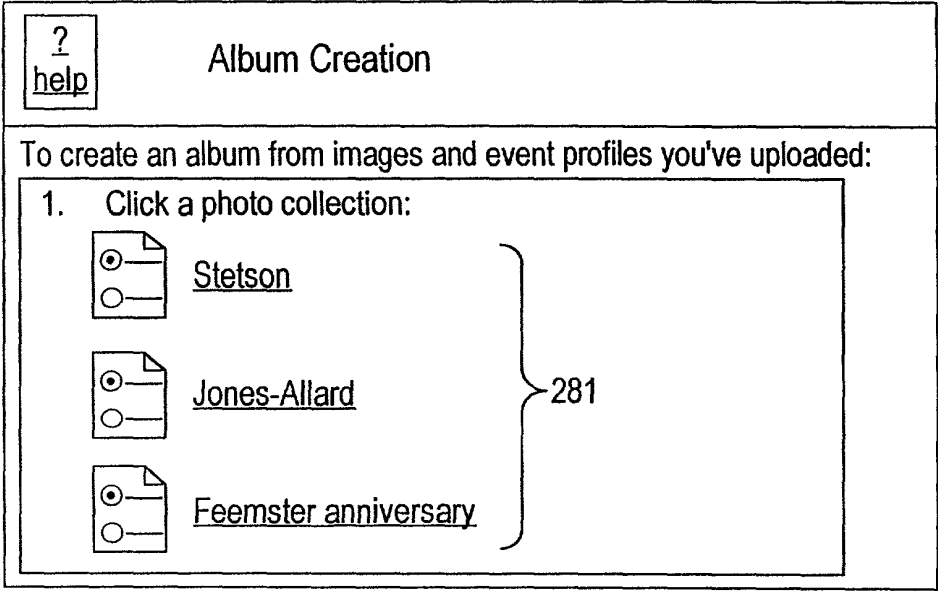 ?
help
Album Creation
To create an album from images and event profiles you've uploaded:
1. Click a photo collection:
Stetson
Jones-Allard
281
Feemster anniversary